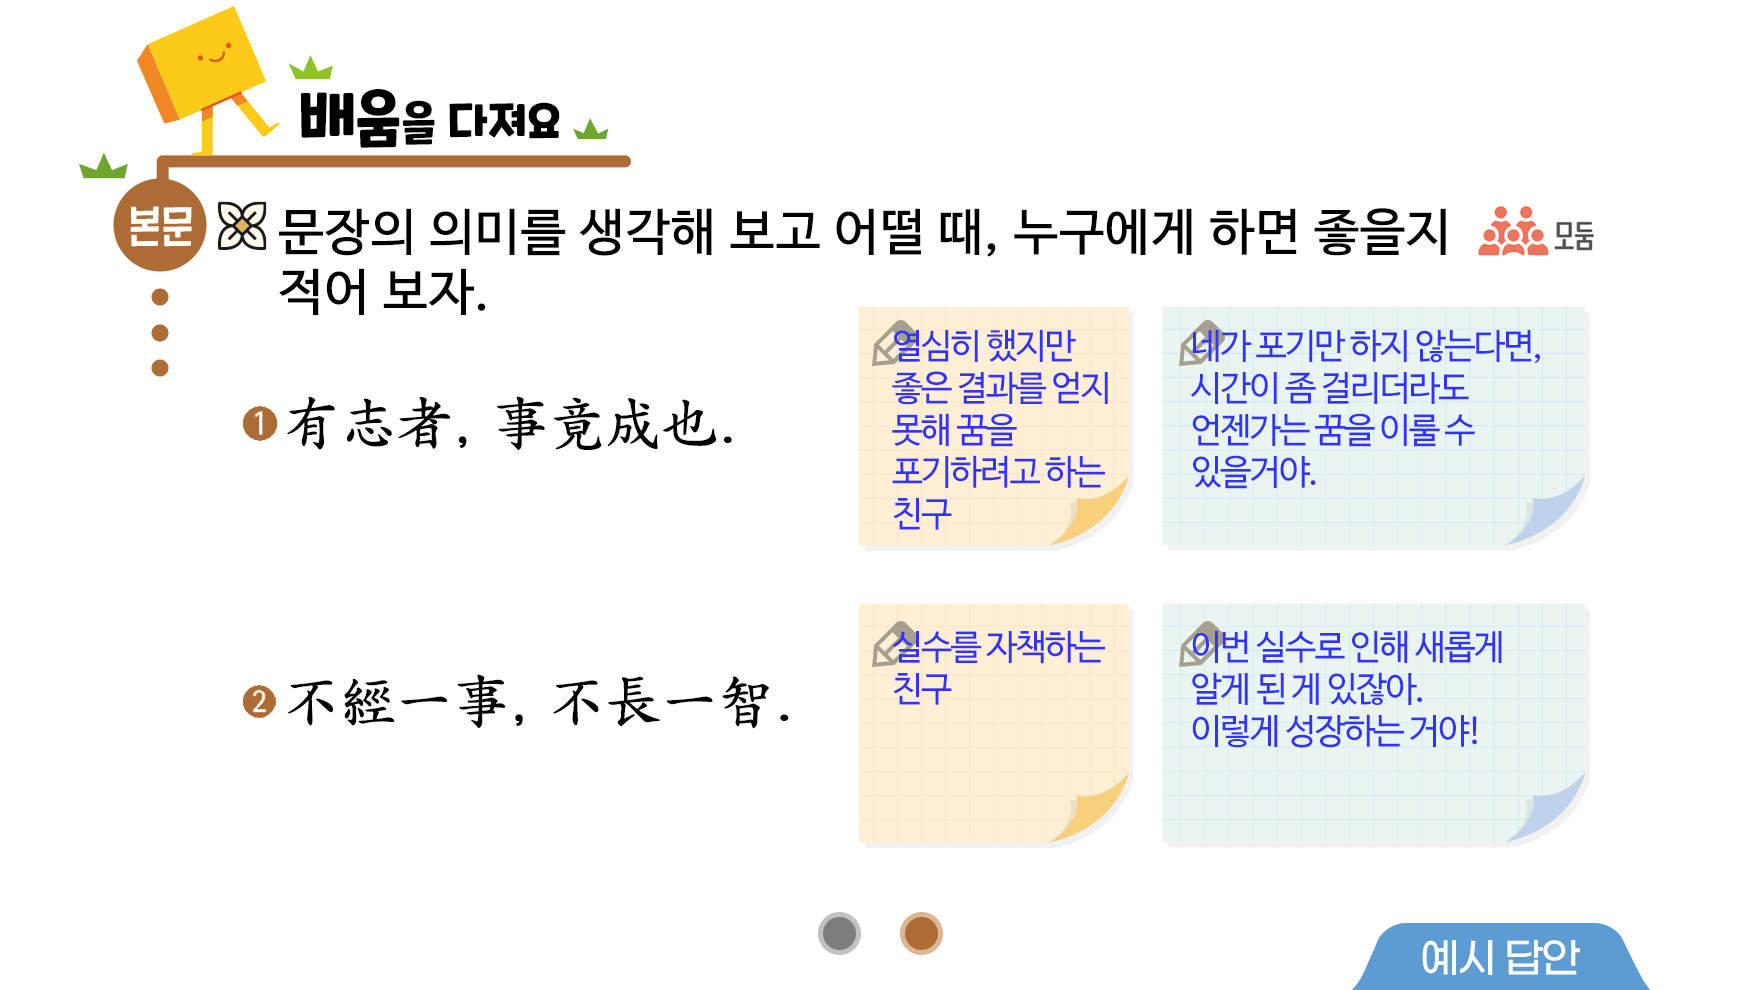 배움을 다져요
본문
문장의 의미를 생각해 보고 어떨 때, 누구에게 하면 좋을지
적어 보자.
모둠
1 有志者, 事竟成也.
열심히 했지만
좋은 결과를 얻지
못해 꿈을
포기하려고 하는
친구
네가 포기만 하지 않는다면,
시간이 좀 걸리더라도
언젠가는 꿈을 이룰 수
있을거야.
2 不經一事, 不長一智.
실수를 자책하는
친구
이번 실수로 인해 새롭게
알게 된 게 있잖아.
이렇게 성장하는 거야!
예시 답안